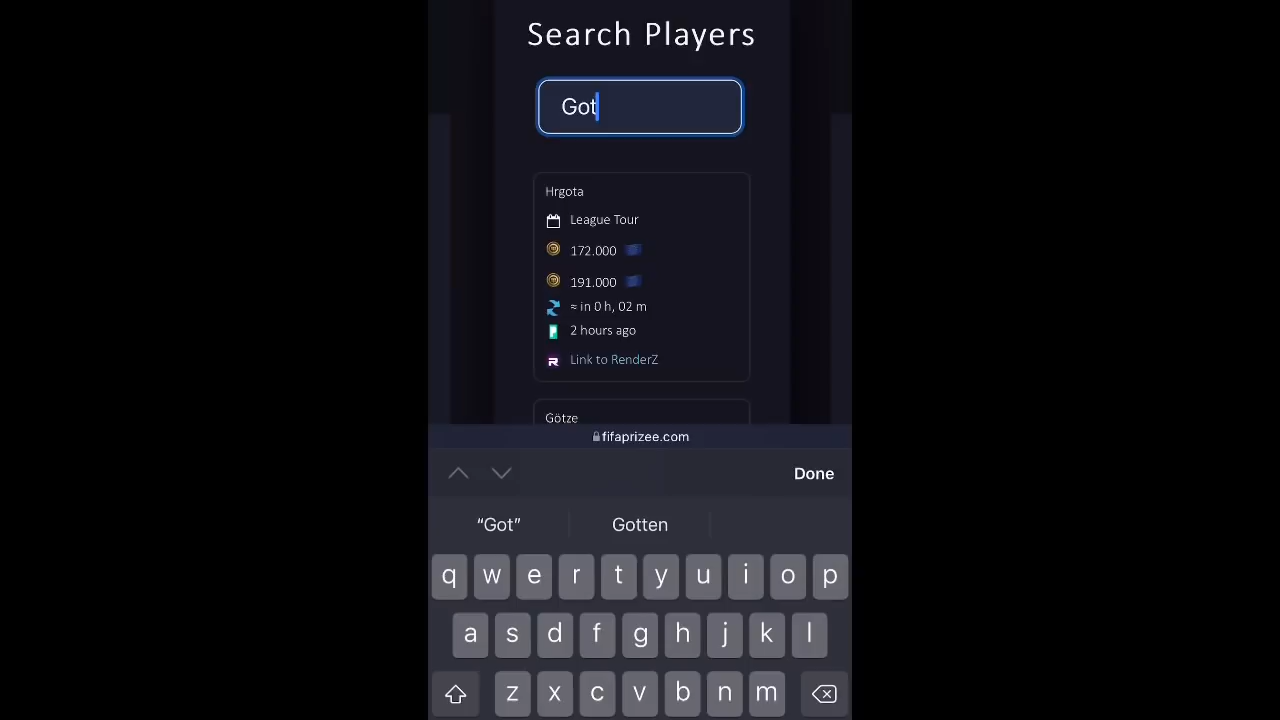 Search Players
Got
Hrgota
League Tour
172.000
191.000
≈ in 0 h, 02 m
2 hours ago
R Link to RenderZ
Götze
fifaprizee.com
Done
“Got” Gotten
q w e r t y u i o p
a s d f g h j k l
z x c v b n m